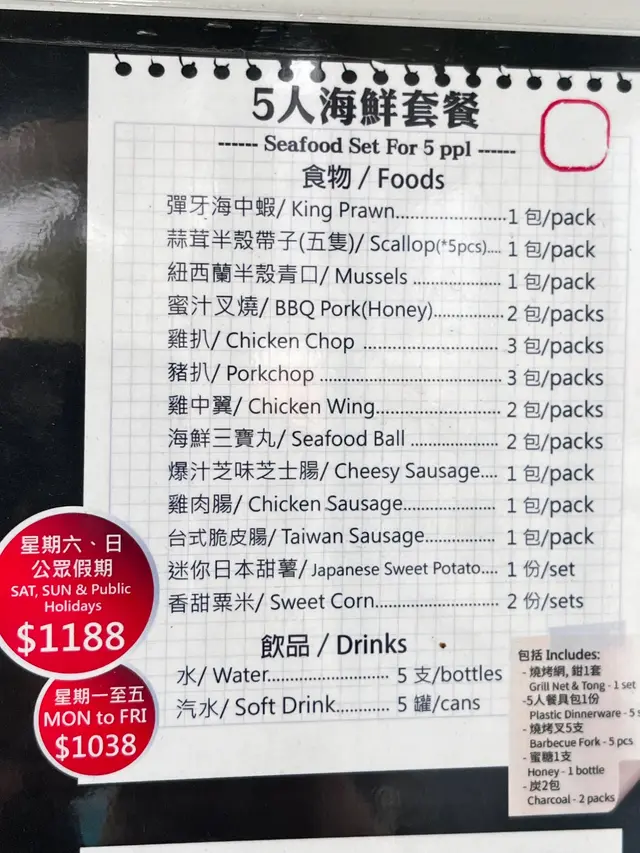 5人海鮮套餐
------ Seafood Set For 5 ppl ------
食物 / Foods
彈牙海中蝦/ King Prawn........................1 包/pack
蒜茸半殼帶子(五隻)/ Scallop(*5pcs).... 1 包/pack
紐西蘭半殼青口/ Mussels ................... 1 包/pack
蜜汁叉燒/ BBQ Pork(Honey)................ 2 包/packs
雞扒/ Chicken Chop ............................... 3 包/packs
豬扒/ Porkchop ........................................ 3 包/packs
雞中翼/ Chicken Wing........................... 2 包/packs
海鮮三寶丸/ Seafood Ball ................... 2 包/packs
爆汁芝味芝士腸/ Cheesy Sausage.... 1 包/pack
雞肉腸/ Chicken Sausage..................... 1 包/pack
台式脆皮腸/ Taiwan Sausage................ 1 包/pack
迷你日本甜薯/ Japanese Sweet Potato.... 1 份/set
香甜粟米/ Sweet Corn........................... 2 份/sets
飲品 / Drinks
水/ Water.......................... 5 支/bottles
汽水/ Soft Drink............ 5 罐/cans
星期六、日
公眾假期
SAT, SUN & Public
Holidays
$1188
星期一至五
MON to FRI
$1038
包括 Includes:
- 燒烤網, 鉗1套
Grill Net & Tong - 1 set
-5人餐具包1份
Plastic Dinnerware - 5 s
- 燒烤叉5支
Barbecue Fork - 5 pcs
- 蜜糖1支
Honey - 1 bottle
- 炭2包
Charcoal - 2 packs